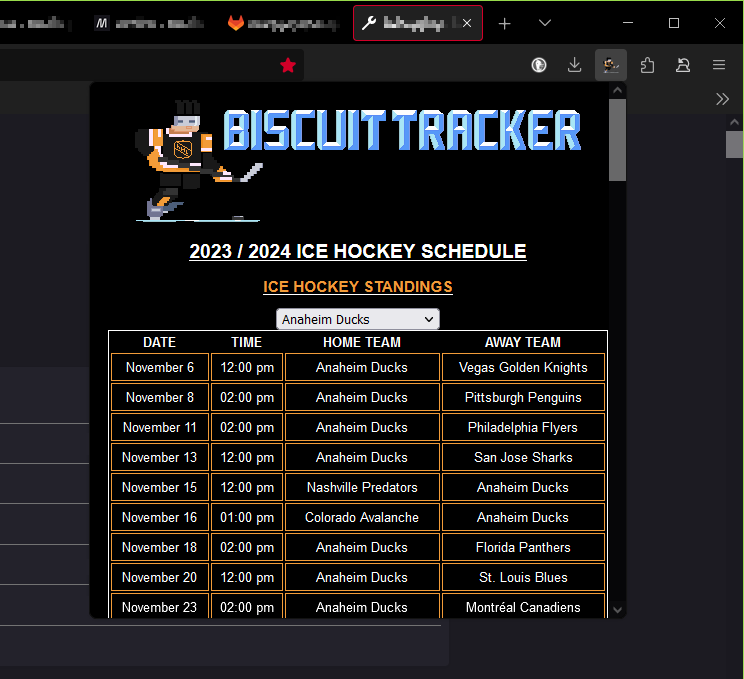 BISCUIT TRACKER
2023 / 2024 ICE HOCKEY SCHEDULE
ICE HOCKEY STANDINGS
Anaheim Ducks
DATE TIME HOME TEAM AWAY TEAM
November 6 12:00 pm Anaheim Ducks Vegas Golden Knights
November 8 02:00 pm Anaheim Ducks Pittsburgh Penguins
November 11 02:00 pm Anaheim Ducks Philadelphia Flyers
November 13 12:00 pm Anaheim Ducks San Jose Sharks
November 15 12:00 pm Nashville Predators Anaheim Ducks
November 16 01:00 pm Colorado Avalanche Anaheim Ducks
November 18 02:00 pm Anaheim Ducks Florida Panthers
November 20 12:00 pm Anaheim Ducks St. Louis Blues
November 23 02:00 pm Anaheim Ducks Montréal Canadiens